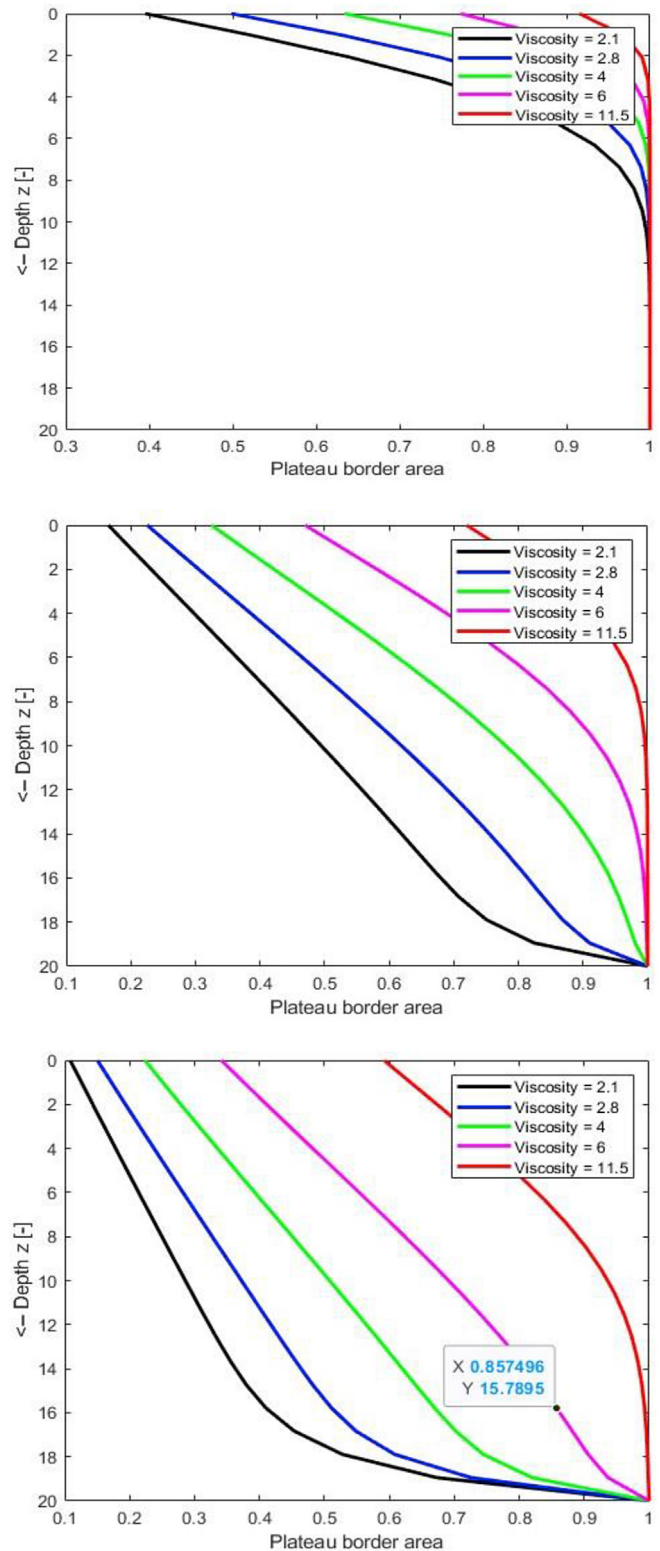 0
2
4
6
8
10
12
14
16
18
20
<– Depth z [-]
Viscosity = 2.1
Viscosity = 2.8
Viscosity = 4
Viscosity = 6
Viscosity = 11.5
0.3 0.4 0.5 0.6 0.7 0.8 0.9 1
Plateau border area
0
2
4
6
8
10
12
14
16
18
20
<– Depth z [-]
Viscosity = 2.1
Viscosity = 2.8
Viscosity = 4
Viscosity = 6
Viscosity = 11.5
0.1 0.2 0.3 0.4 0.5 0.6 0.7 0.8 0.9 1
Plateau border area
0
2
4
6
8
10
12
14
16
18
20
<– Depth z [-]
Viscosity = 2.1
Viscosity = 2.8
Viscosity = 4
Viscosity = 6
Viscosity = 11.5
X 0.857496
Y 15.7895
0.1 0.2 0.3 0.4 0.5 0.6 0.7 0.8 0.9 1
Plateau border area